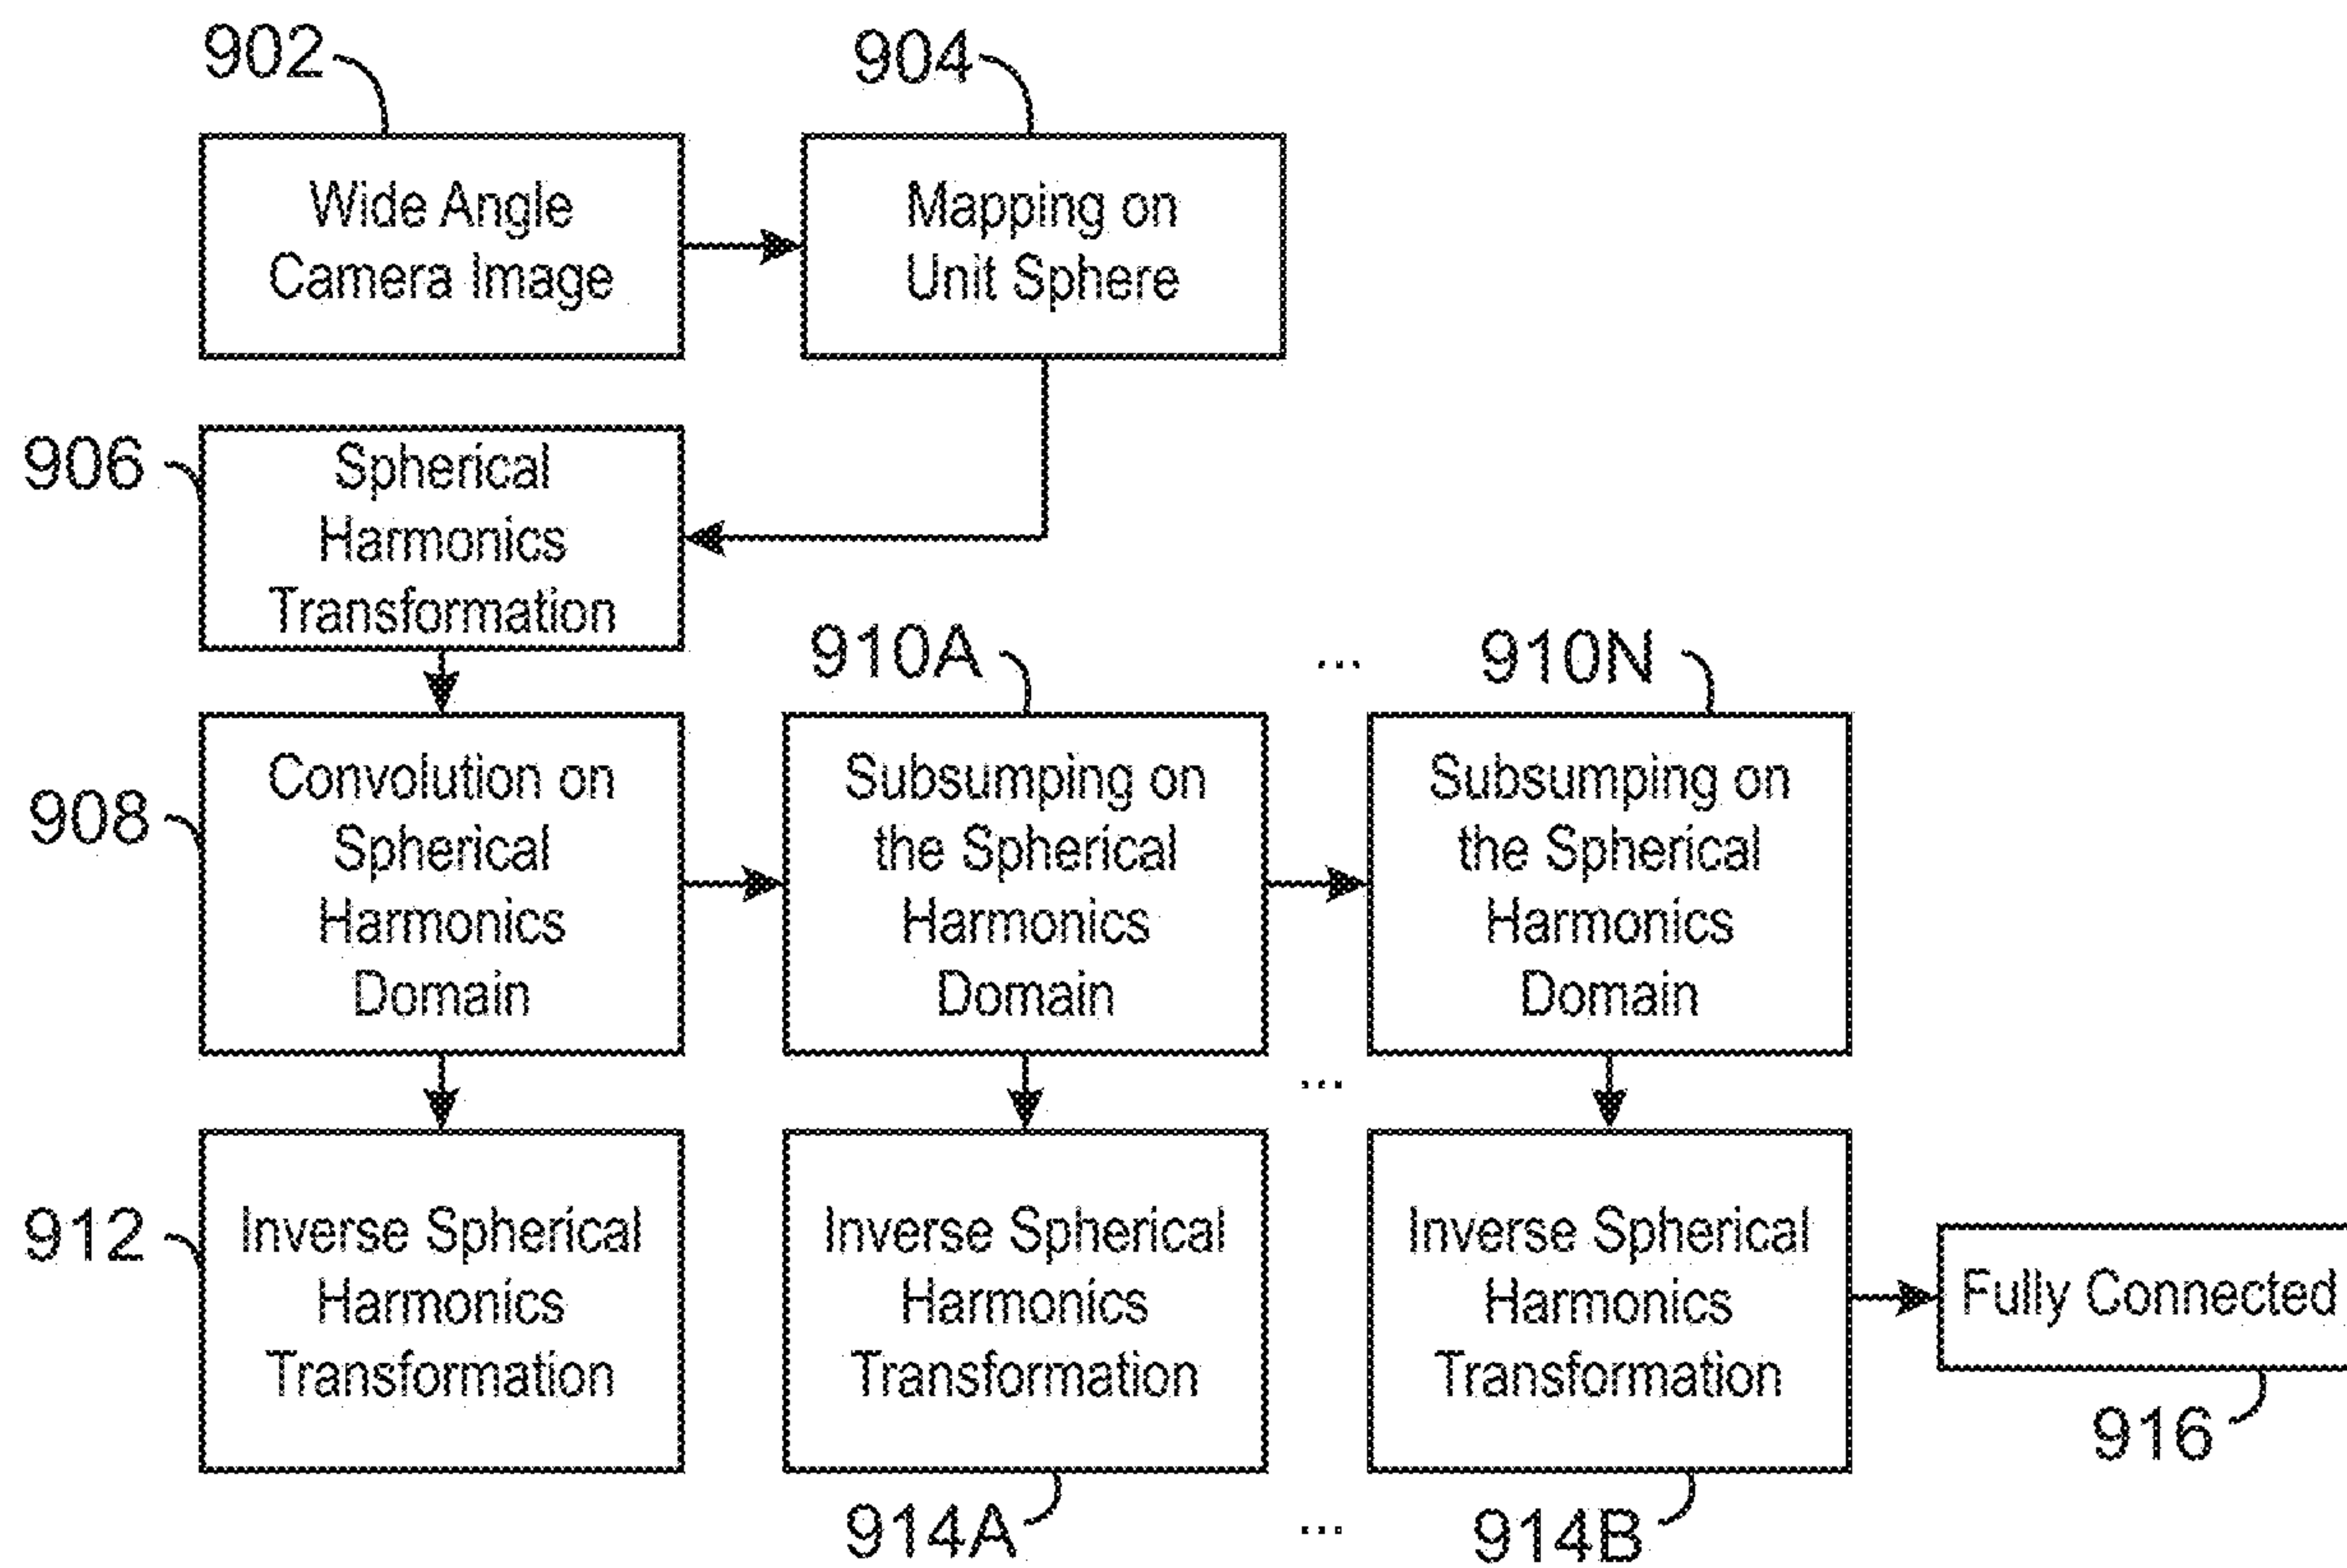 902
904
Wide Angle
Camera Image
Mapping on
Unit Sphere
906
Spherical
Harmonics
Transformation
910A
...
910N
908
Convolution on
Spherical
Harmonics
Domain
Subsumping on
the Spherical
Harmonics
Domain
Subsumping on
the Spherical
Harmonics
Domain
...
912
Inverse Spherical
Harmonics
Transformation
Inverse Spherical
Harmonics
Transformation
Inverse Spherical
Harmonics
Transformation
Fully Connected
916
914A
...
914B